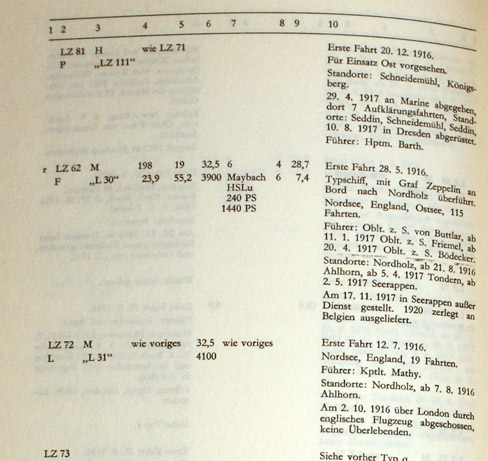 1 2 3 4 5 6 7 8 9 10
LZ 81 H wie LZ 71 Erste Fahrt 20. 12. 1916.
P „LZ 111“ Für Einsatz Ost vorgesehen.
Standorte: Schneidemühl, Königs-
berg.
29. 4. 1917 an Marine abgegeben,
dort 7 Aufklärungsfahrten, Stand-
orte: Seddin, Schneidemühl, Seddin,
10. 8. 1917 in Dresden abgerüstet.
Führer: Hptm. Barth.
r LZ 62 M 198 19 32,5 6 4 28,7 Erste Fahrt 28. 5. 1916.
F „L 30“ 23,9 55,2 3900 Maybach 6 7,4 Typschiff, mit Graf Zeppelin an
HSLu Bord nach Nordholz überführt.
240 PS Nordsee, England, Ostsee, 115
1440 PS Fahrten.
Führer: Oblt. z. S. von Buttlar, ab
11. 1. 1917 Oblt. z. S. Friemel, ab
20. 4. 1917 Oblt. z. S. Bödecker.
Standorte: Nordholz, ab 21. 8. 1916
Ahlhorn, ab 5. 4. 1917 Tondern, ab
2. 5. 1917 Seerappen.
Am 17. 11. 1917 in Seerappen außer
Dienst gestellt. 1920 zerlegt an
Belgien ausgeliefert.
LZ 72 M wie voriges 32,5 wie voriges Erste Fahrt 12. 7. 1916.
L „L 31“ 4100 Nordsee, England, 19 Fahrten.
Führer: Kptlt. Mathy.
Standorte: Nordholz, ab 7. 8. 1916
Ahlhorn.
Am 2. 10. 1916 über London durch
englisches Flugzeug abgeschossen,
keine Überlebenden.
LZ 73 Siehe vorher Typ q